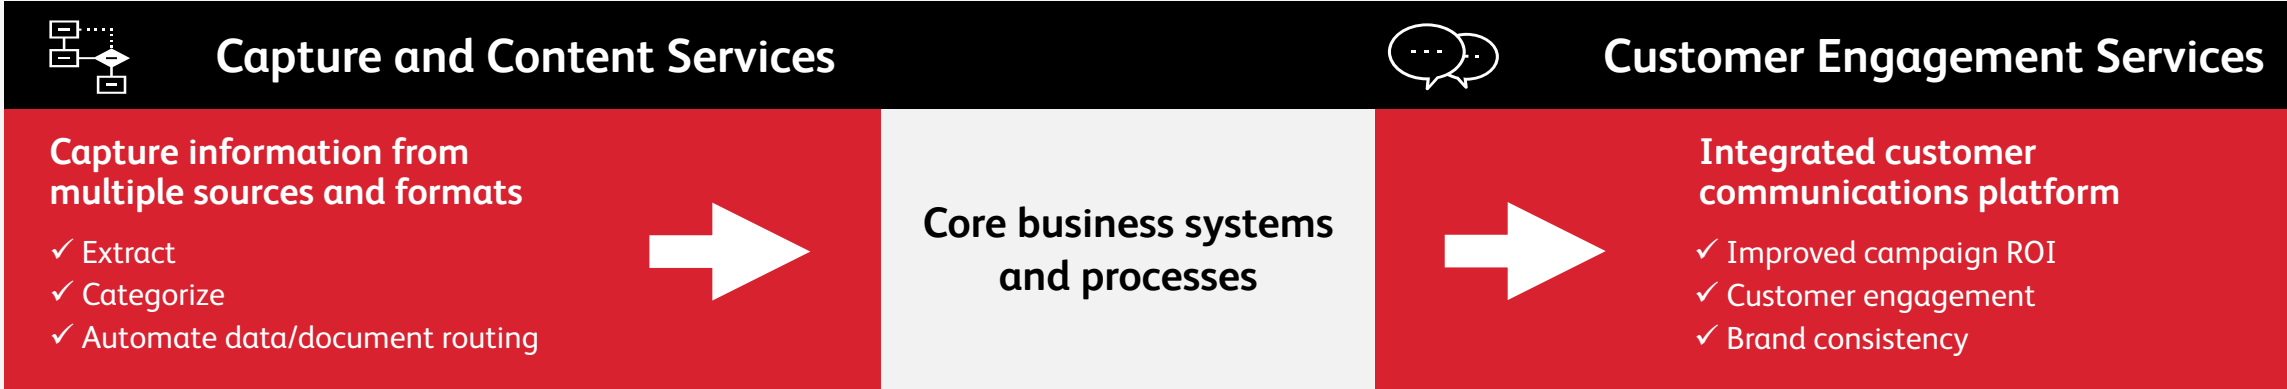 Capture and Content Services
Customer Engagement Services
Capture information from
multiple sources and formats
✓ Extract
✓ Categorize
✓ Automate data/document routing
Core business systems
and processes
Integrated customer
communications platform
✓ Improved campaign ROI
✓ Customer engagement
✓ Brand consistency